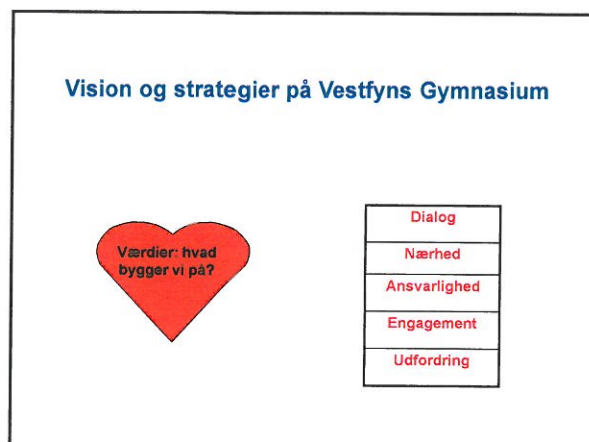 Vision og strategier på Vestfyns Gymnasium
Værdier: hvad
bygger vi på?
Dialog
Nærhed
Ansvarlighed
Engagement
Udfordring